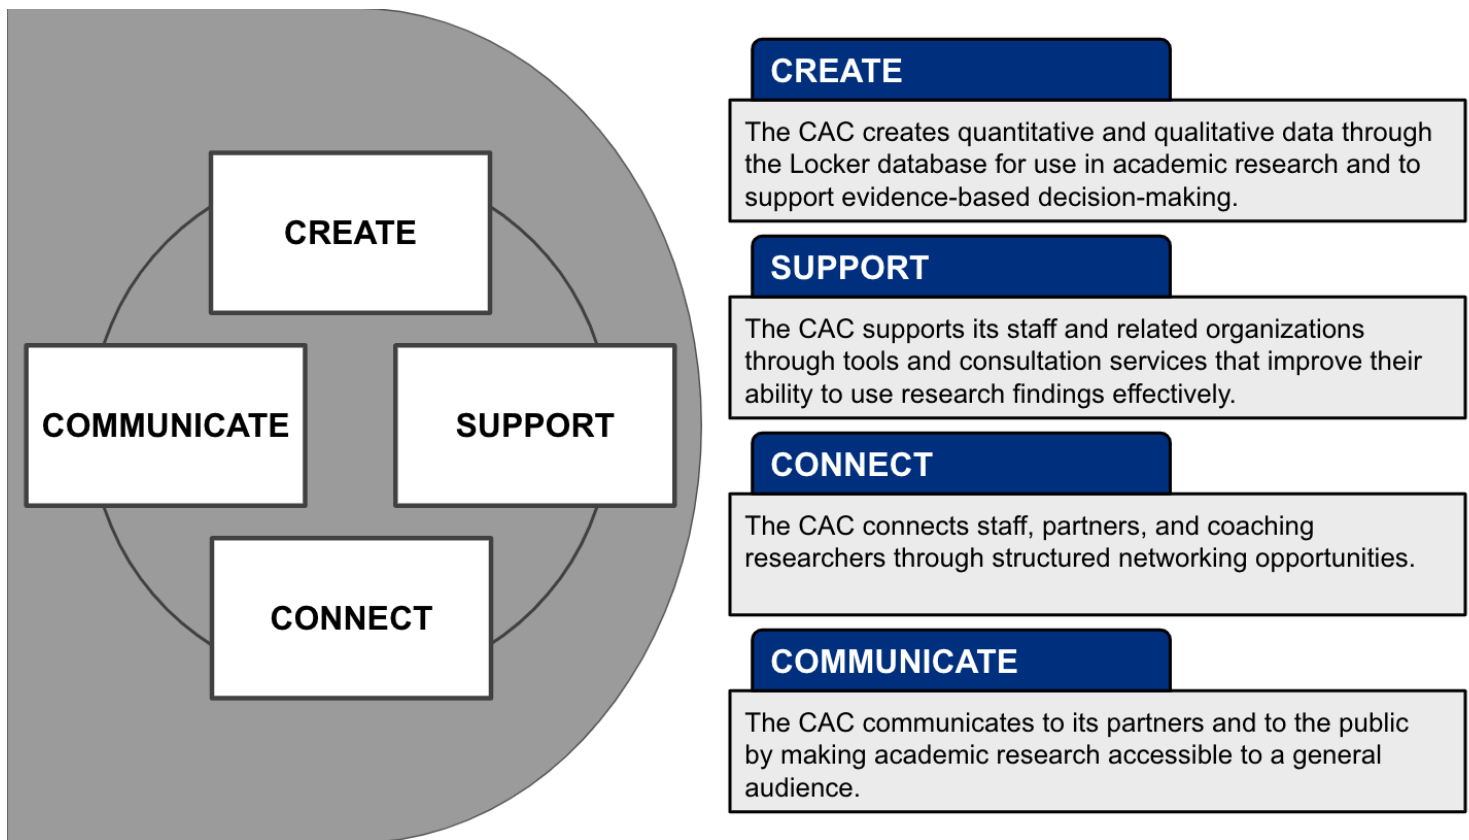 CREATE
COMMUNICATE
SUPPORT
CONNECT
CREATE
The CAC creates quantitative and qualitative data through
the Locker database for use in academic research and to
support evidence-based decision-making.
SUPPORT
The CAC supports its staff and related organizations
through tools and consultation services that improve their
ability to use research findings effectively.
CONNECT
The CAC connects staff, partners, and coaching
researchers through structured networking opportunities.
COMMUNICATE
The CAC communicates to its partners and to the public
by making academic research accessible to a general
audience.